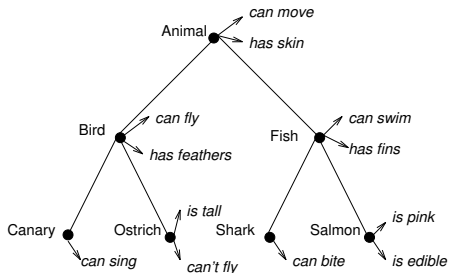 can move
Animal
has skin
can fly
Bird
has feathers
can swim
Fish
has fins
is tall
is pink
Canary
Ostrich
Shark
Salmon
can sing
can't fly
can bite
is edible